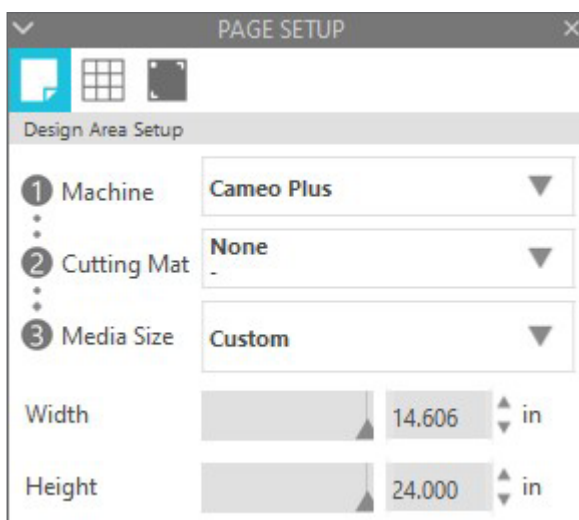 PAGE SETUP
Design Area Setup
1 Machine Cameo Plus
2 Cutting Mat None
-
3 Media Size Custom
Width 14.606 in
Height 24.000 in